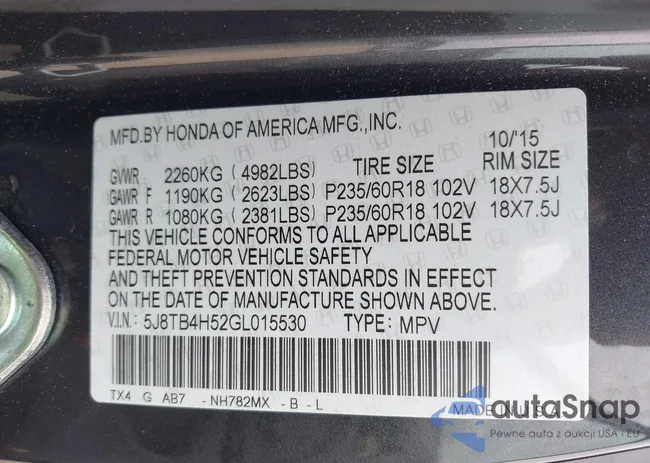 MFD.BY HONDA OF AMERICA MFG.,INC. 10/'15
GVWR 2260KG (4982LBS) TIRE SIZE RIM SIZE
GAWR F 1190KG (2623LBS) P235/60R18 102V 18X7.5J
GAWR R 1080KG (2381LBS) P235/60R18 102V 18X7.5J
THIS VEHICLE CONFORMS TO ALL APPLICABLE
FEDERAL MOTOR VEHICLE SAFETY
AND THEFT PREVENTION STANDARDS IN EFFECT
ON THE DATE OF MANUFACTURE SHOWN ABOVE.
V.I.N: 5J8TB4H52GL015530 TYPE: MPV
TX4 G AB7 - NH782MX - B - L MADE IN U.S.A.
autoSnap
Pewne auta z aukcji USA i EU